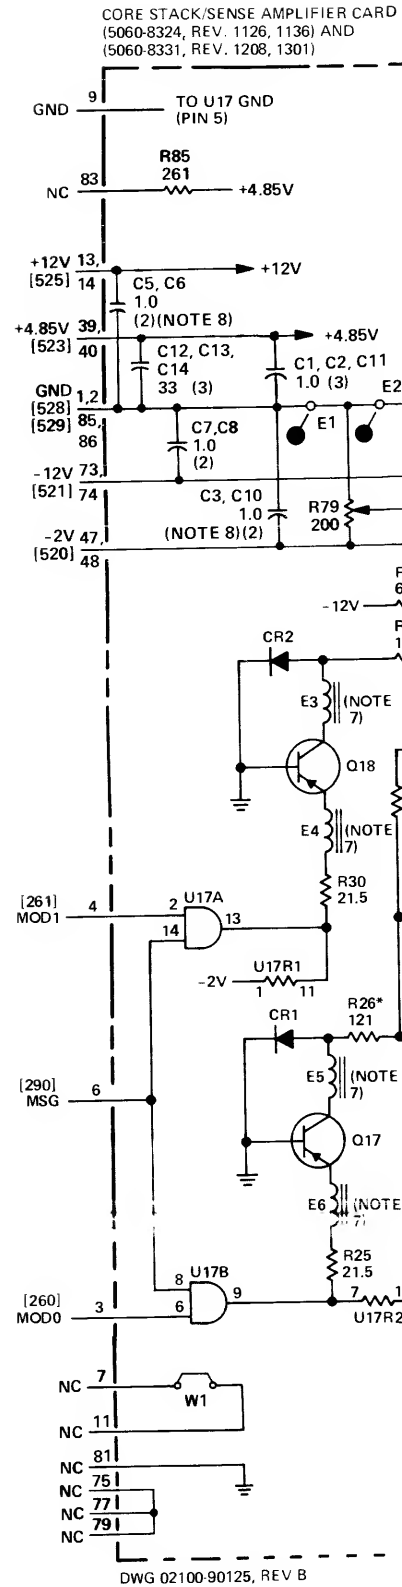 CORE STACK/SENSE AMPLIFIER CARD
(5060-8324, REV. 1126, 1136) AND
(5060-8331, REV. 1208, 1301)
GND 9 TO U17 GND
(PIN 5)
R85
261
NC 83 +4.85V
+12V 13, +12V
[525] 14
C5, C6
1.0
(2)(NOTE 8)
+4.85V 39, +4.85V
[523] 40
C12, C13,
C14
33 (3)
C1, C2, C11
1.0 (3)
GND 1,2
[528] 85,
[529] 86
E1 E2
C7,C8
1.0
(2)
-12V 73,
[521] 74
C3, C10
1.0
(NOTE 8)(2)
R79
200
-2V 47,
[520] 48
-12V
R
6
R
1
CR2
E3 (NOTE
7)
Q18
E4 (NOTE
7)
R30
21.5
[261] 4
MOD1
U17A
2 13
14
-2V U17R1
1 11
R26*
121
CR1
E5 (NOTE
7)
[290] 6
MSG
Q17
E6 (NOTE
7)
R25
21.5
U17B
8 9
6
[260] 3
MOD0
7 1
U17R2
NC 7
W1
NC 11
NC 81
NC 75
NC 77
NC 79
DWG 02100-90125, REV B